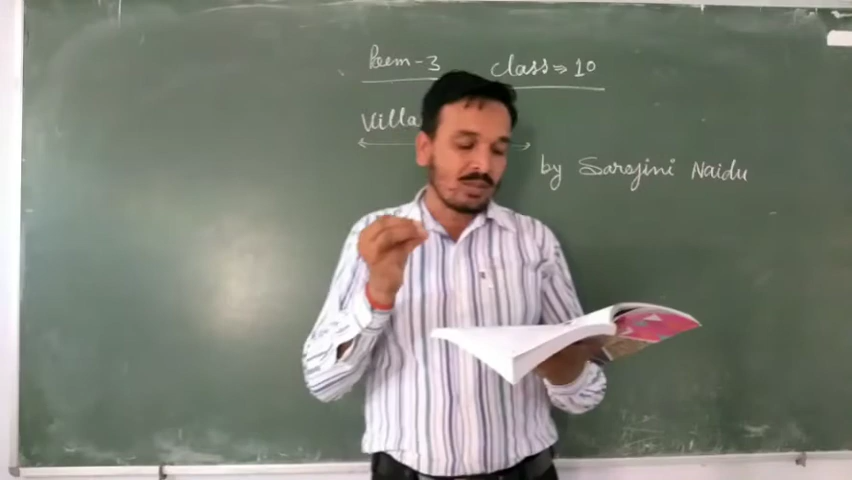 Poem - 3 class ⇒ 10
Villa
by Sarojini Naidu